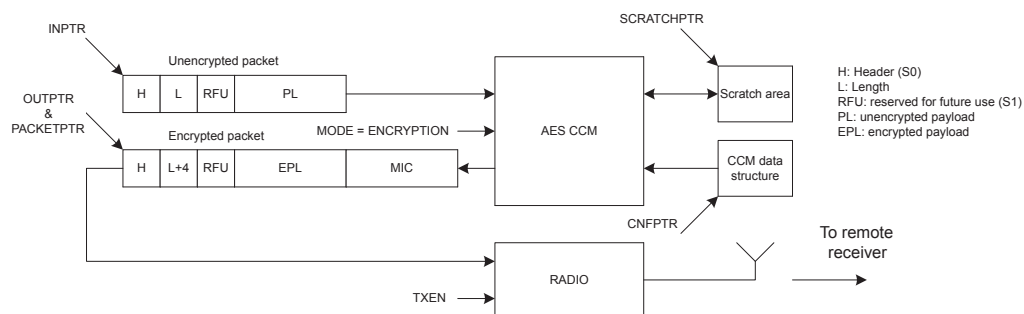 SCRATCHPTR
INPTR
Unencrypted packet
H L RFU PL
OUTPTR
&
PACKETPTR
MODE = ENCRYPTION
Encrypted packet
H L+4 RFU EPL MIC
AES CCM
Scratch area
CCM data
structure
CNFPTR
H: Header (S0)
L: Length
RFU: reserved for future use (S1)
PL: unencrypted payload
EPL: encrypted payload
To remote
receiver
RADIO
TXEN